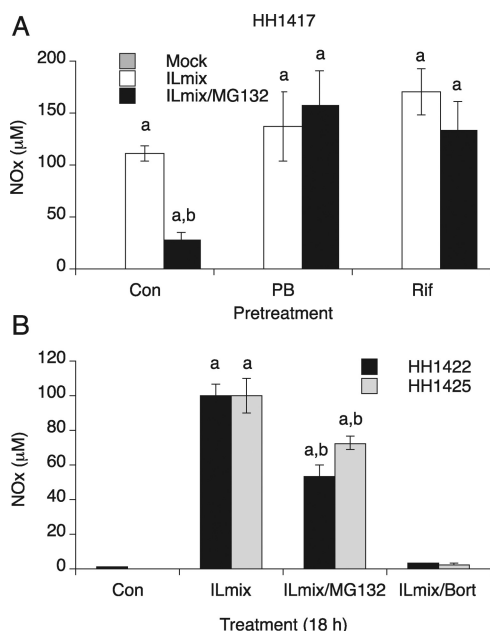 A
HH1417
Mock
ILmix
ILmix/MG132
NOx (μM)
200
150
100
50
0
a
a,b
a
a
a
a
Con
PB
Rif
Pretreatment
B
HH1422
HH1425
NOx (μM)
120
100
80
60
40
20
0
a
a
a,b
a,b
Con
ILmix
ILmix/MG132
ILmix/Bort
Treatment (18 h)